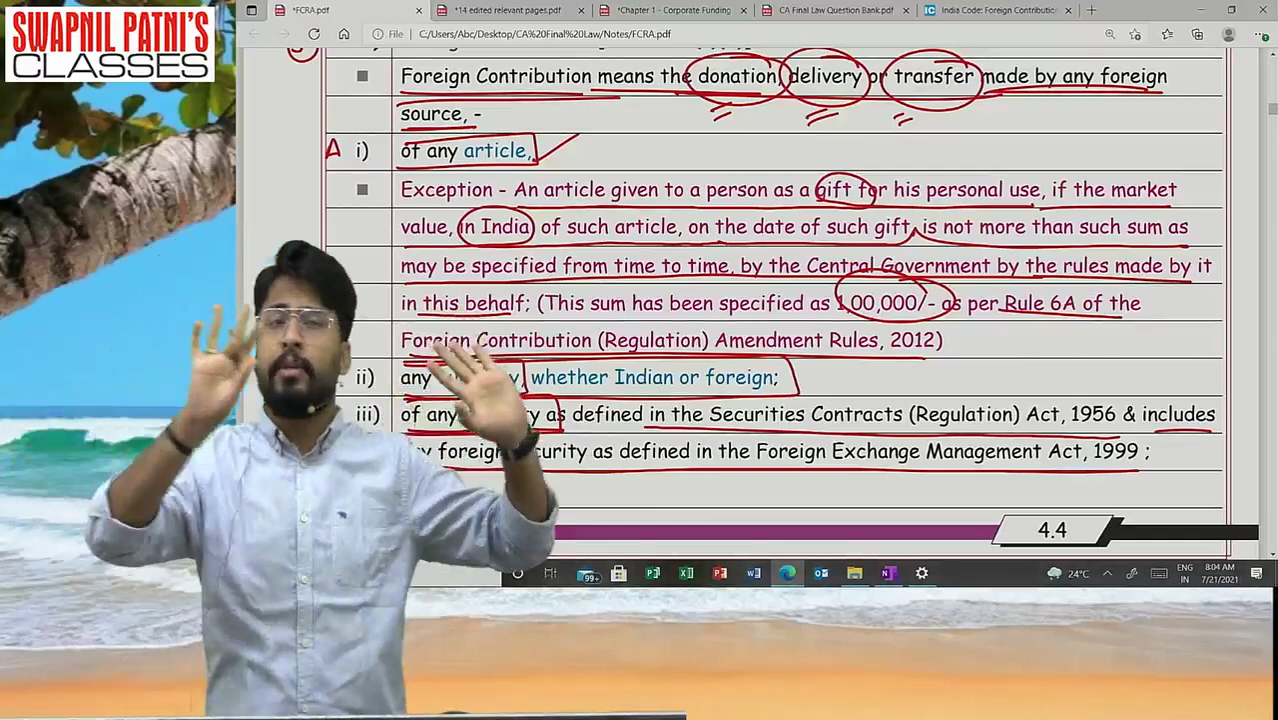 SWAPNIL PATNI'S
CLASSES
*FCRA.pdf
*14 edited relevant pages.pdf
*Chapter 1 - Corporate Funding
CA Final Law Question Bank.pdf
India Code: Foreign Contributio
File
C:/Users/Abc/Desktop/CA%20Final%20Law/Notes/FCRA.pdf
Foreign Contribution means the donation, delivery or transfer made by any foreign
source, -
A i) of any article,
Exception - An article given to a person as a gift for his personal use, if the market
value, in India of such article, on the date of such gift, is not more than such sum as
may be specified from time to time, by the Central Government by the rules made by it
in this behalf; (This sum has been specified as 1,00,000/- as per Rule 6A of the
Foreign Contribution (Regulation) Amendment Rules, 2012)
ii) any whether Indian or foreign;
iii) of any as defined in the Securities Contracts (Regulation) Act, 1956 & includes
foreign as defined in the Foreign Exchange Management Act, 1999 ;
4.4
99+
24°C
ENG
IN
8:04 AM
7/21/2021